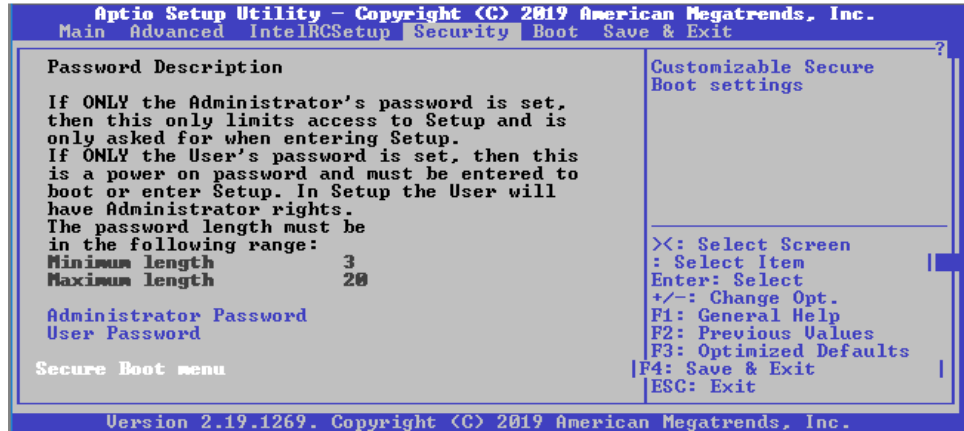 Aptio Setup Utility – Copyright (C) 2019 American Megatrends, Inc.
Main Advanced IntelRCSetup Security Boot Save & Exit
?
Password Description
If ONLY the Administrator's password is set,
then this only limits access to Setup and is
only asked for when entering Setup.
If ONLY the User's password is set, then this
is a power on password and must be entered to
boot or enter Setup. In Setup the User will
have Administrator rights.
The password length must be
in the following range:
Minimum length 3
Maximum length 20
Administrator Password
User Password
Secure Boot menu
Customizable Secure
Boot settings
><: Select Screen
: Select Item
Enter: Select
+/-: Change Opt.
F1: General Help
F2: Previous Values
F3: Optimized Defaults
F4: Save & Exit
ESC: Exit
Version 2.19.1269. Copyright (C) 2019 American Megatrends, Inc.